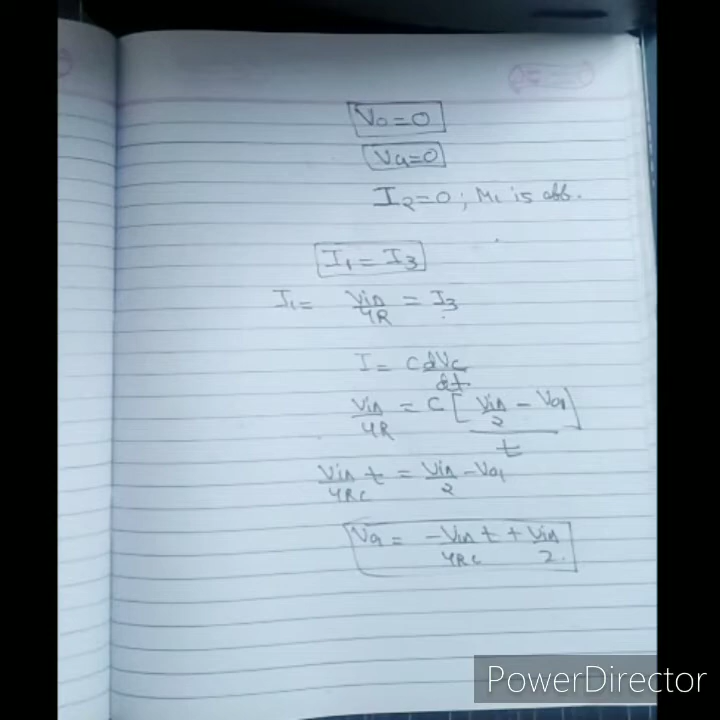 Vo=0
Va=0
I2=0; M1 is off.
I1 = I3
I1= Vin/4R = I3
I = C dVc/dt
Vin/4R = C [Vin/2 - Va]/t
Vin/4RC t = Vin/2 - Va
Va = -Vin/4RC t + Vin/2.
PowerDirector